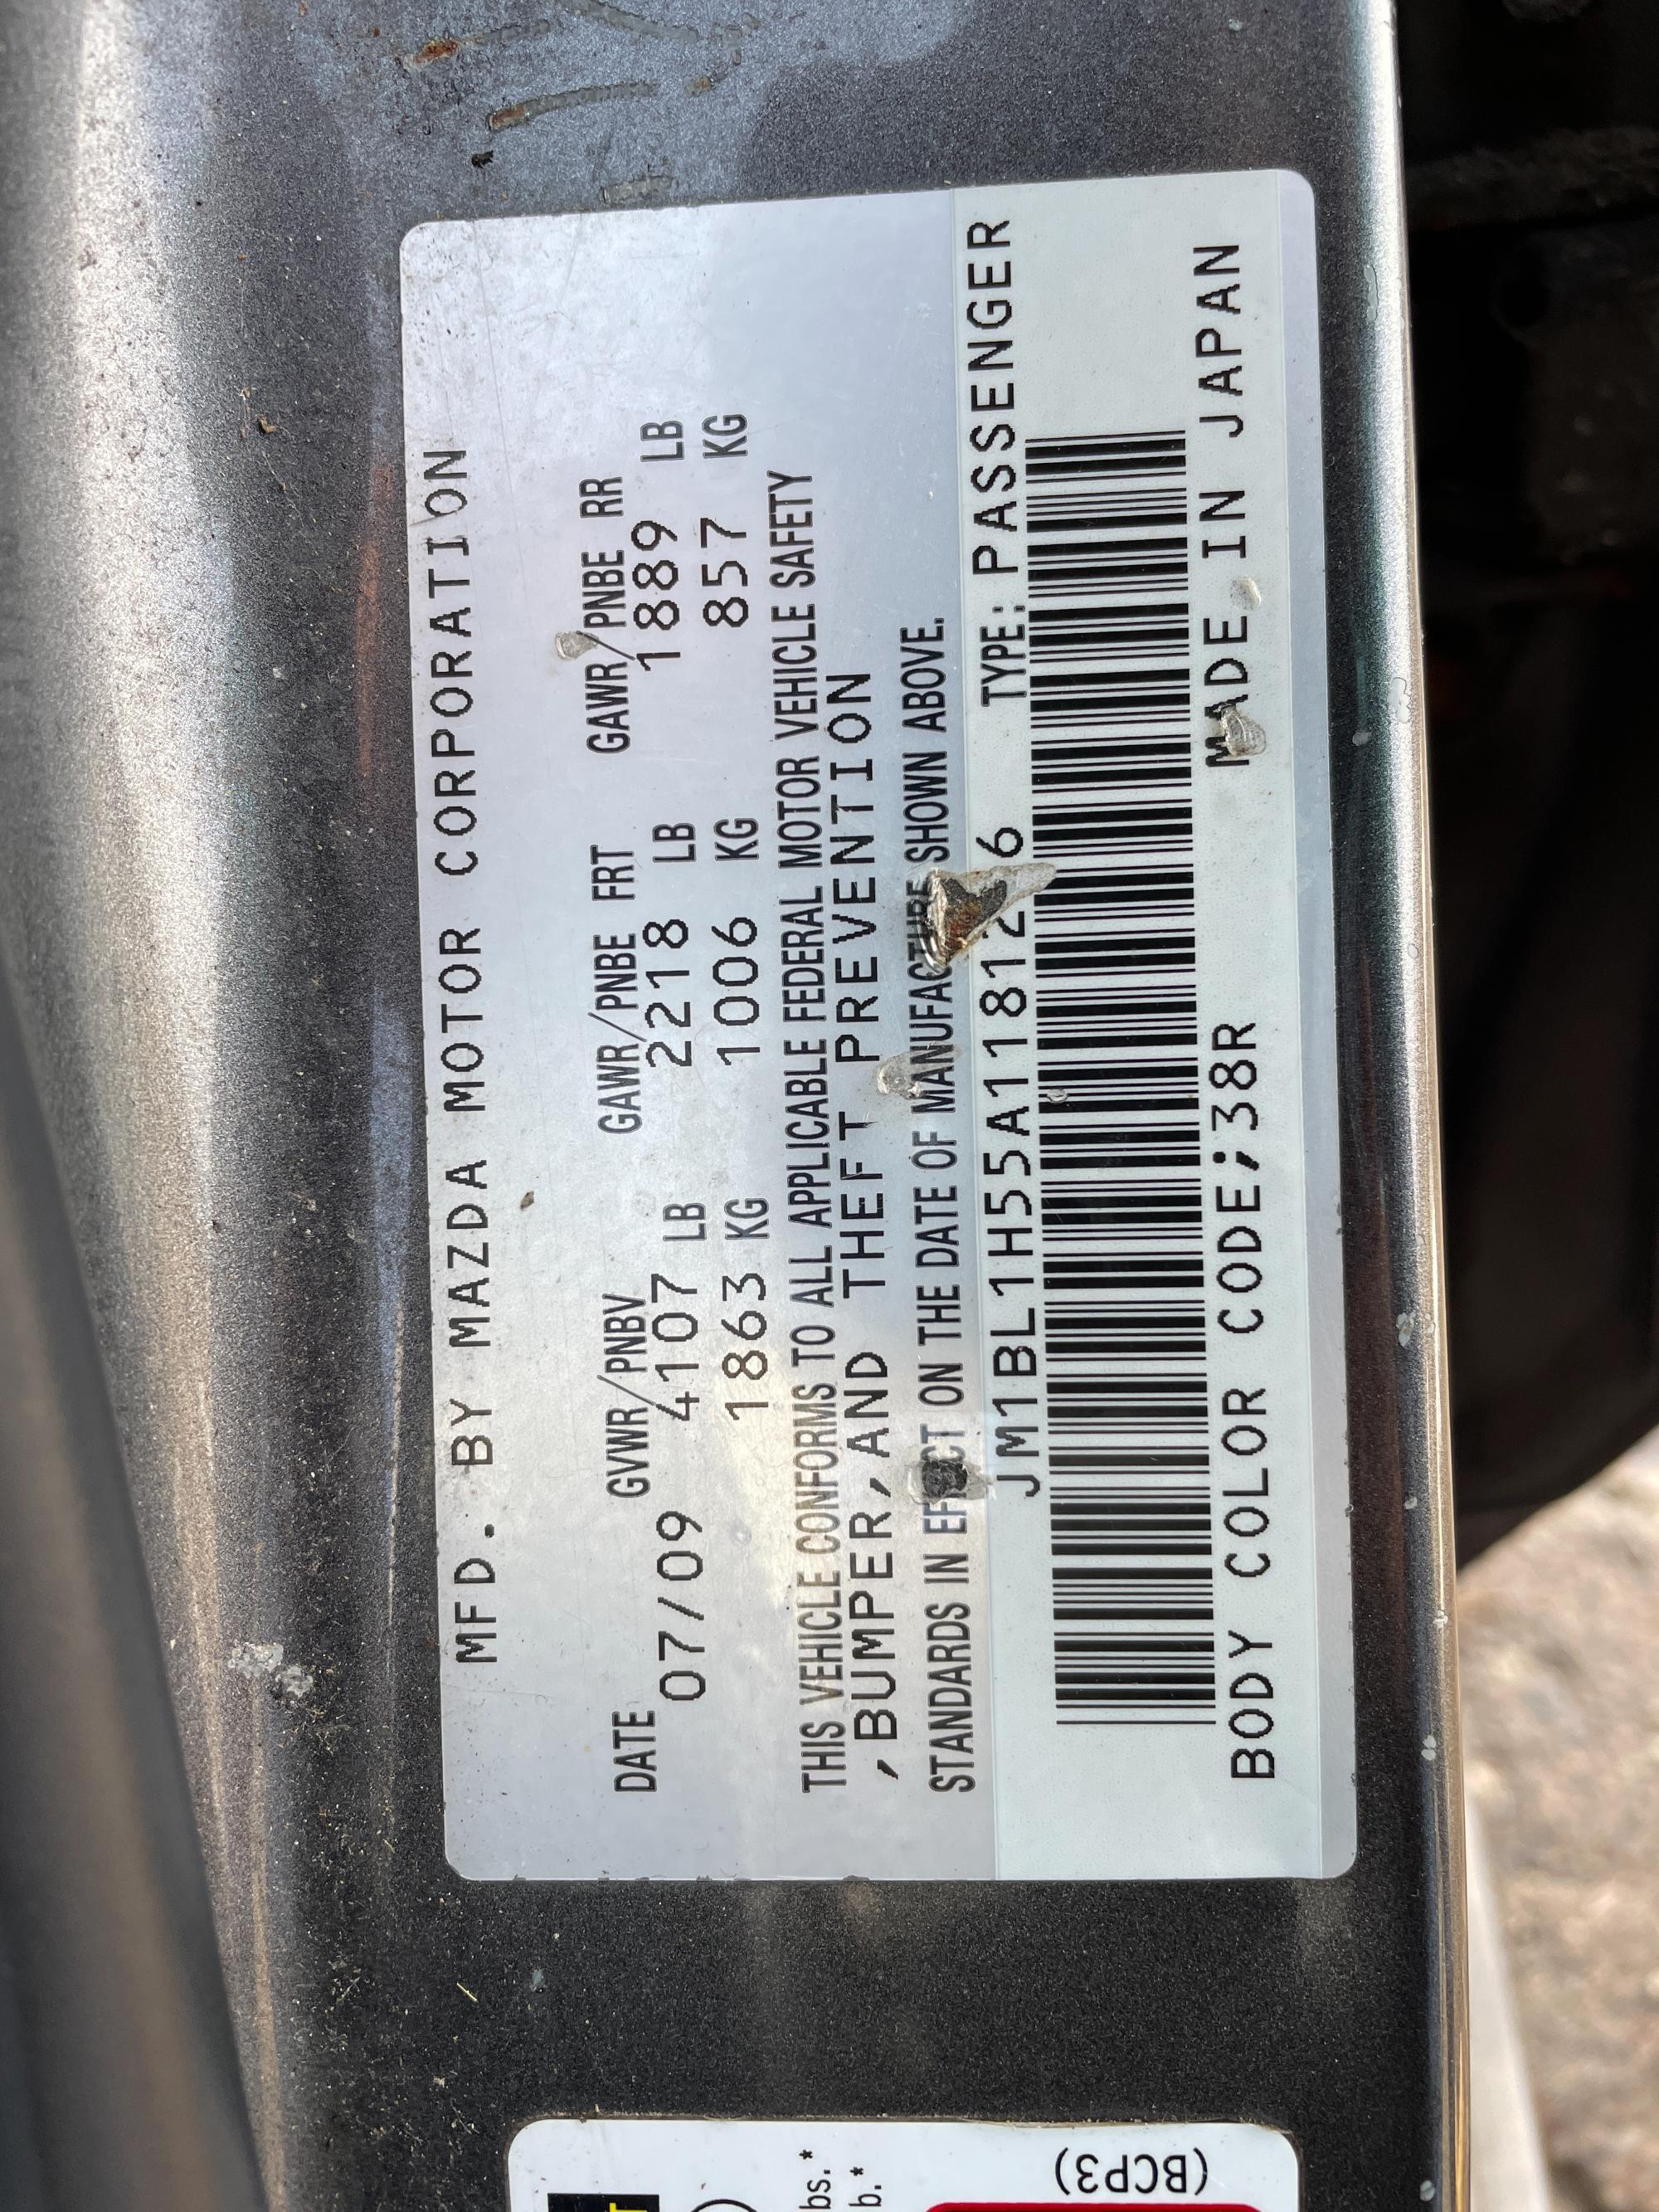 MFD. BY MAZDA MOTOR CORPORATION
DATE GVWR/PNBV GAWR/PNBE FRT GAWR/PNBE RR
07/09 4107 LB 2218 LB 1889 LB
1863 KG 1006 KG 857 KG
THIS VEHICLE CONFORMS TO ALL APPLICABLE FEDERAL MOTOR VEHICLE SAFETY
,BUMPER,AND THEFT PREVENTION
STANDARDS IN EFFECT ON THE DATE OF MANUFACTURE SHOWN ABOVE.
JM1BL1H55A1181226 TYPE: PASSENGER
BODY COLOR CODE;38R MADE IN JAPAN
(BCP3)